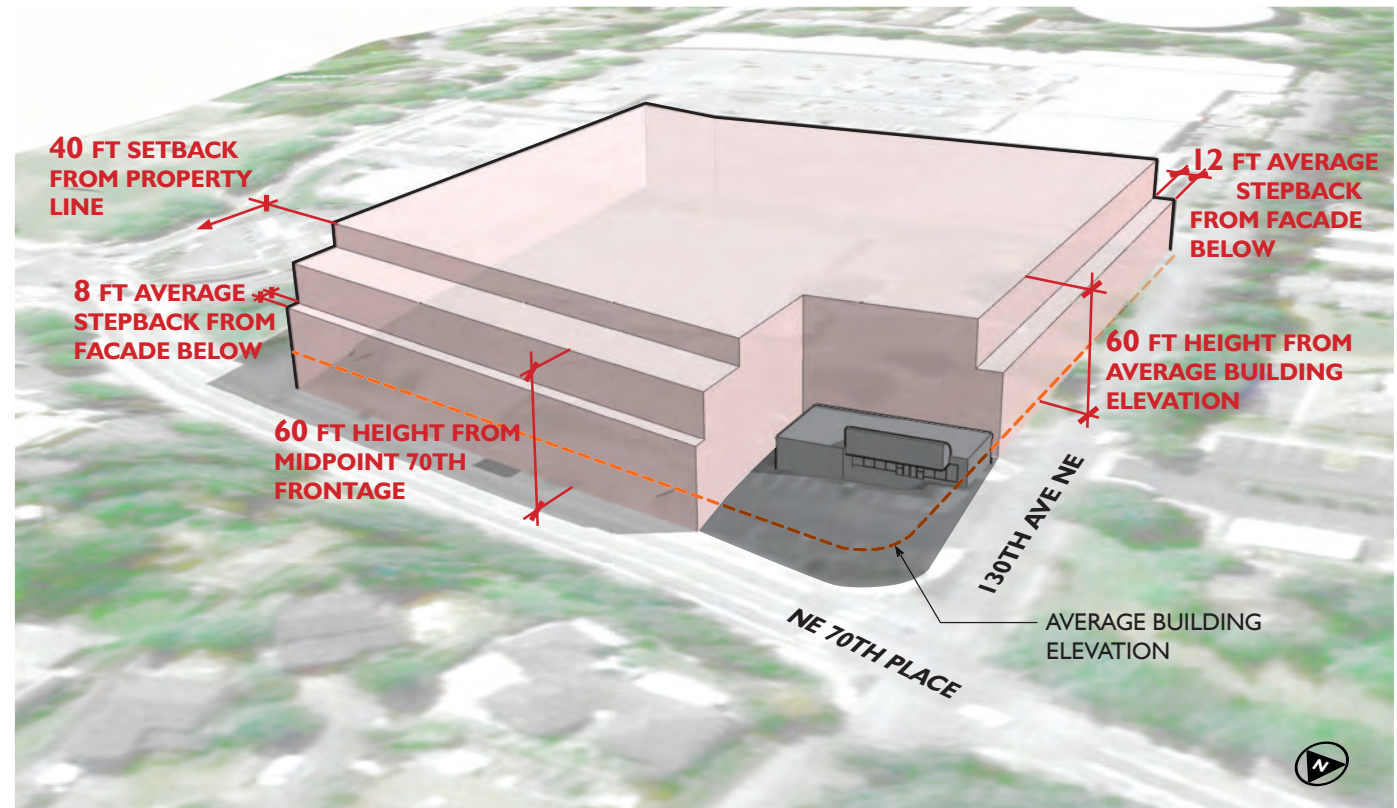 40 FT SETBACK
FROM PROPERTY
LINE
12 FT AVERAGE
STEPBACK
FROM FACADE
BELOW
8 FT AVERAGE
STEPBACK FROM
FACADE BELOW
60 FT HEIGHT FROM
AVERAGE BUILDING
ELEVATION
60 FT HEIGHT FROM
MIDPOINT 70TH
FRONTAGE
130TH AVE NE
NE 70TH PLACE
AVERAGE BUILDING
ELEVATION
N